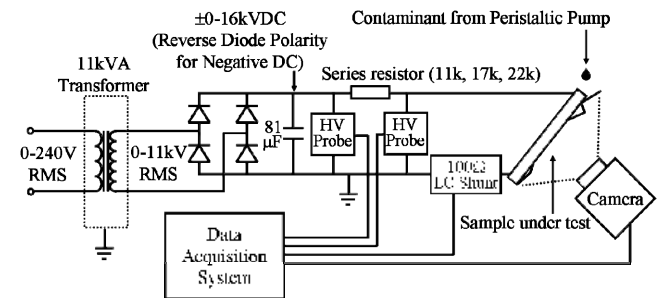 ±0-16kVDC
(Reverse Diode Polarity
for Negative DC)
Contaminant from Peristaltic Pump
11kVA
Transformer
Series resistor (11k, 17k, 22k)
81
μF
HV
Probe
HV
Probe
0-240V
RMS
0-11kV
RMS
100Ω
LC Shunt
Camera
Sample under test
Data
Acquisition
System